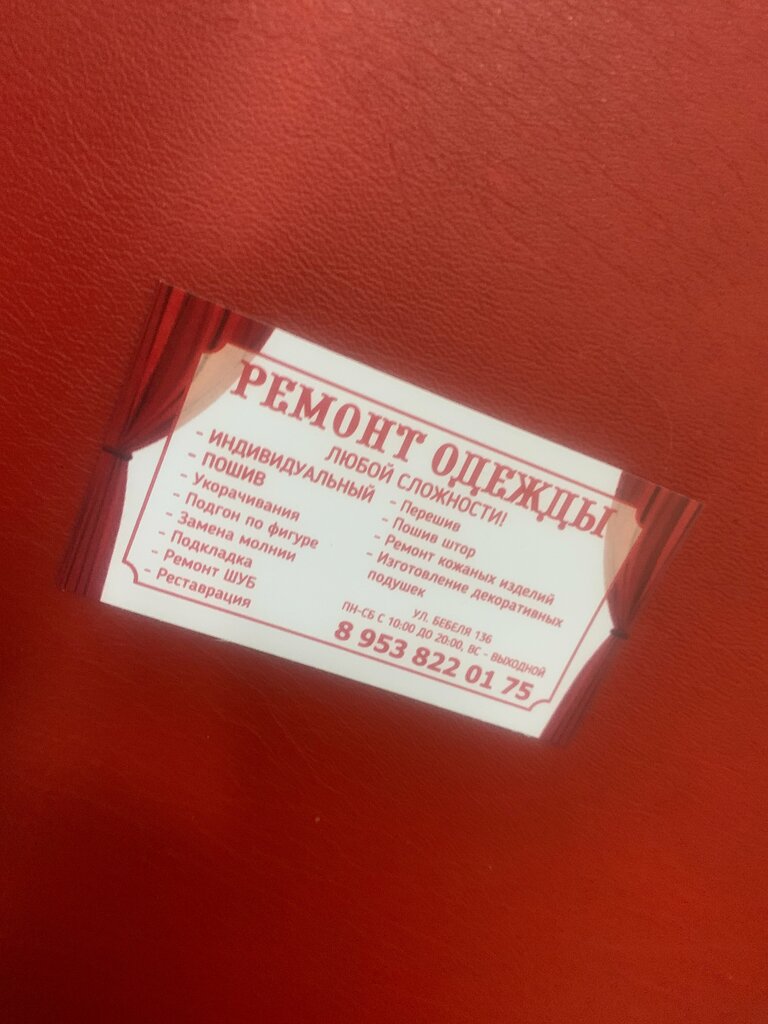 РЕМОНТ ОДЕЖДЫ
ЛЮБОЙ СЛОЖНОСТИ!
- ИНДИВИДУАЛЬНЫЙ
- ПОШИВ
- Укорачивания
- Подгон по фигуре
- Замена молнии
- Подкладка
- Ремонт ШУБ
- Реставрация
- Перешив
- Пошив штор
- Ремонт кожаных изделий
- Изготовление декоративных
подушек
УЛ. БЕБЕЛЯ 136
ПН-СБ С 10:00 ДО 20:00, ВС - ВЫХОДНОЙ
8 953 822 01 75